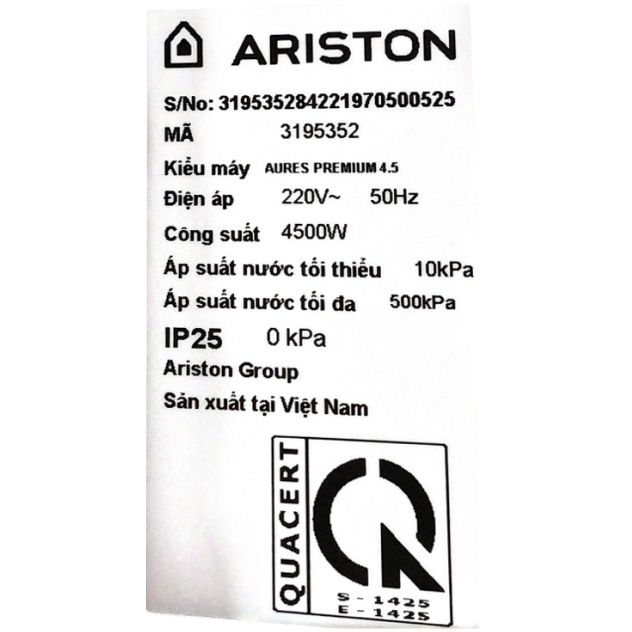 ARISTON
S/No: 319535284221970500525
MÃ 3195352
Kiểu máy AURES PREMIUM 4.5
Điện áp 220V~ 50Hz
Công suất 4500W
Áp suất nước tối thiểu 10kPa
Áp suất nước tối đa 500kPa
IP25 0 kPa
Ariston Group
Sản xuất tại Việt Nam
QUACERT
S - 1425
E - 1425